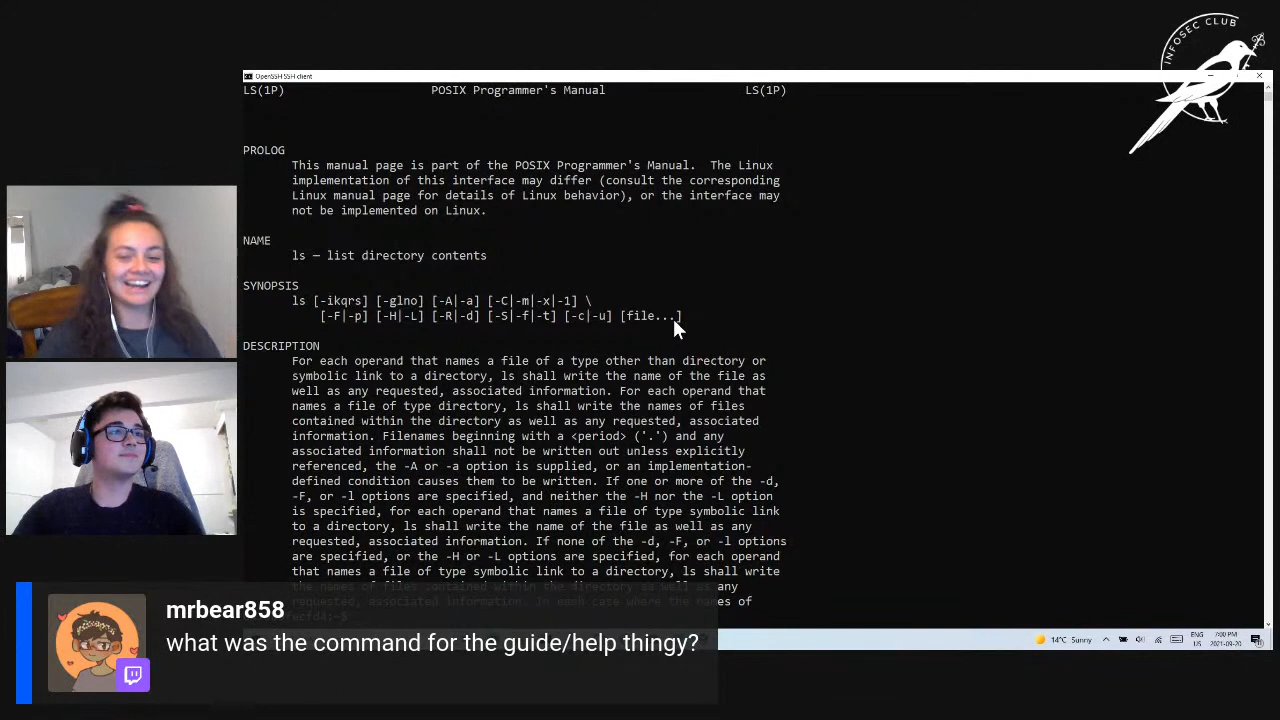 INFOSEC CLUB
OpenSSH SSH client
LS(1P) POSIX Programmer's Manual LS(1P)
PROLOG
This manual page is part of the POSIX Programmer's Manual. The Linux
implementation of this interface may differ (consult the corresponding
Linux manual page for details of Linux behavior), or the interface may
not be implemented on Linux.
NAME
ls — list directory contents
SYNOPSIS
ls [-ikqrs] [-glno] [-A|-a] [-C|-m|-x|-1] \
[-F|-p] [-H|-L] [-R|-d] [-S|-f|-t] [-c|-u] [file...]
DESCRIPTION
For each operand that names a file of a type other than directory or
symbolic link to a directory, ls shall write the name of the file as
well as any requested, associated information. For each operand that
names a file of type directory, ls shall write the names of files
contained within the directory as well as any requested, associated
information. Filenames beginning with a <period> ('.') and any
associated information shall not be written out unless explicitly
referenced, the -A or -a option is supplied, or an implementation-
defined condition causes them to be written. If one or more of the -d,
-F, or -l options are specified, and neither the -H nor the -L option
is specified, for each operand that names a file of type symbolic link
to a directory, ls shall write the name of the file as well as any
requested, associated information. If none of the -d, -F, or -l options
are specified, or the -H or -L options are specified, for each operand
that names a file of type symbolic link to a directory, ls shall write
the names of files contained within the directory as well as any
requested, associated information. In each case where the names of
mrbear858
what was the command for the guide/help thingy?
14°C Sunny
ENG
US
7:00 PM
2021-09-20